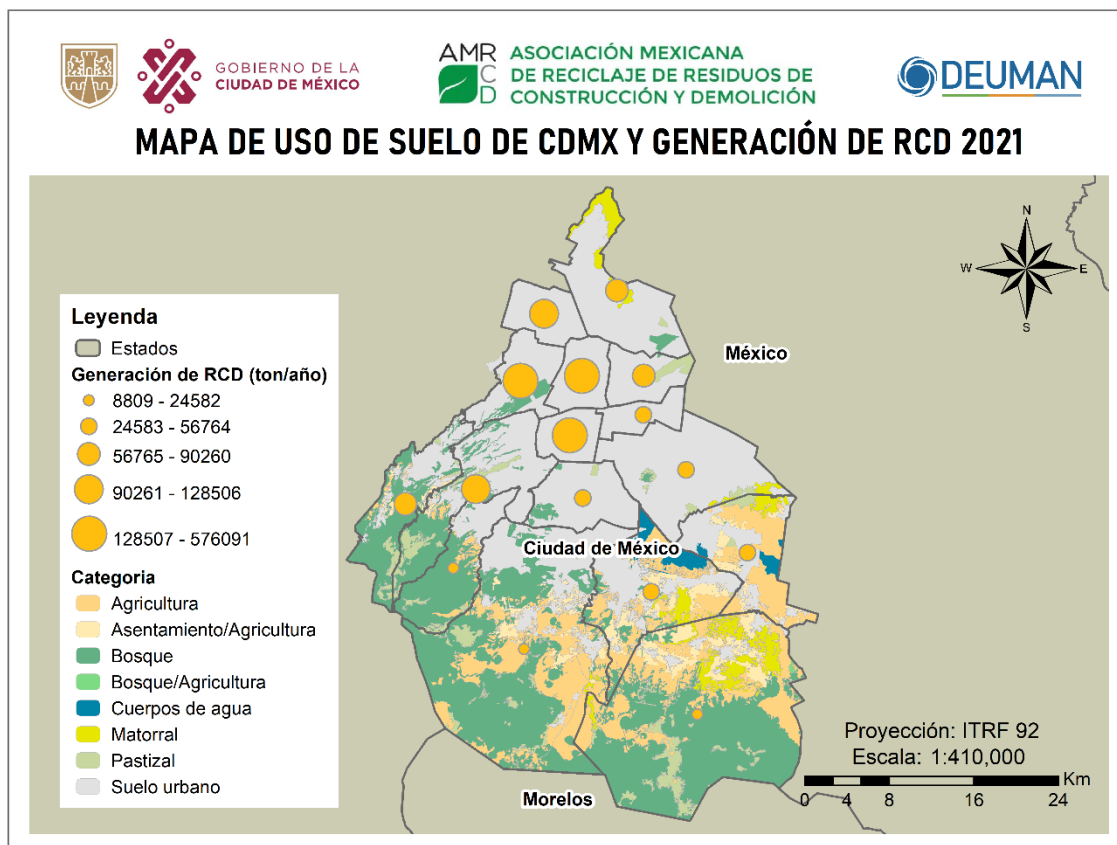 GOBIERNO DE LA
CIUDAD DE MÉXICO
AMR
C
D
ASOCIACIÓN MEXICANA
DE RECICLAJE DE RESIDUOS DE
CONSTRUCCIÓN Y DEMOLICIÓN
DEUMAN
MAPA DE USO DE SUELO DE CDMX Y GENERACIÓN DE RCD 2021
N
W
E
S
México
Ciudad de México
Morelos
Leyenda
Estados
Generación de RCD (ton/año)
8809 - 24582
24583 - 56764
56765 - 90260
90261 - 128506
128507 - 576091
Categoria
Agricultura
Asentamiento/Agricultura
Bosque
Bosque/Agricultura
Cuerpos de agua
Matorral
Pastizal
Suelo urbano
Proyección: ITRF 92
Escala: 1:410,000
Km
0 4 8 16 24